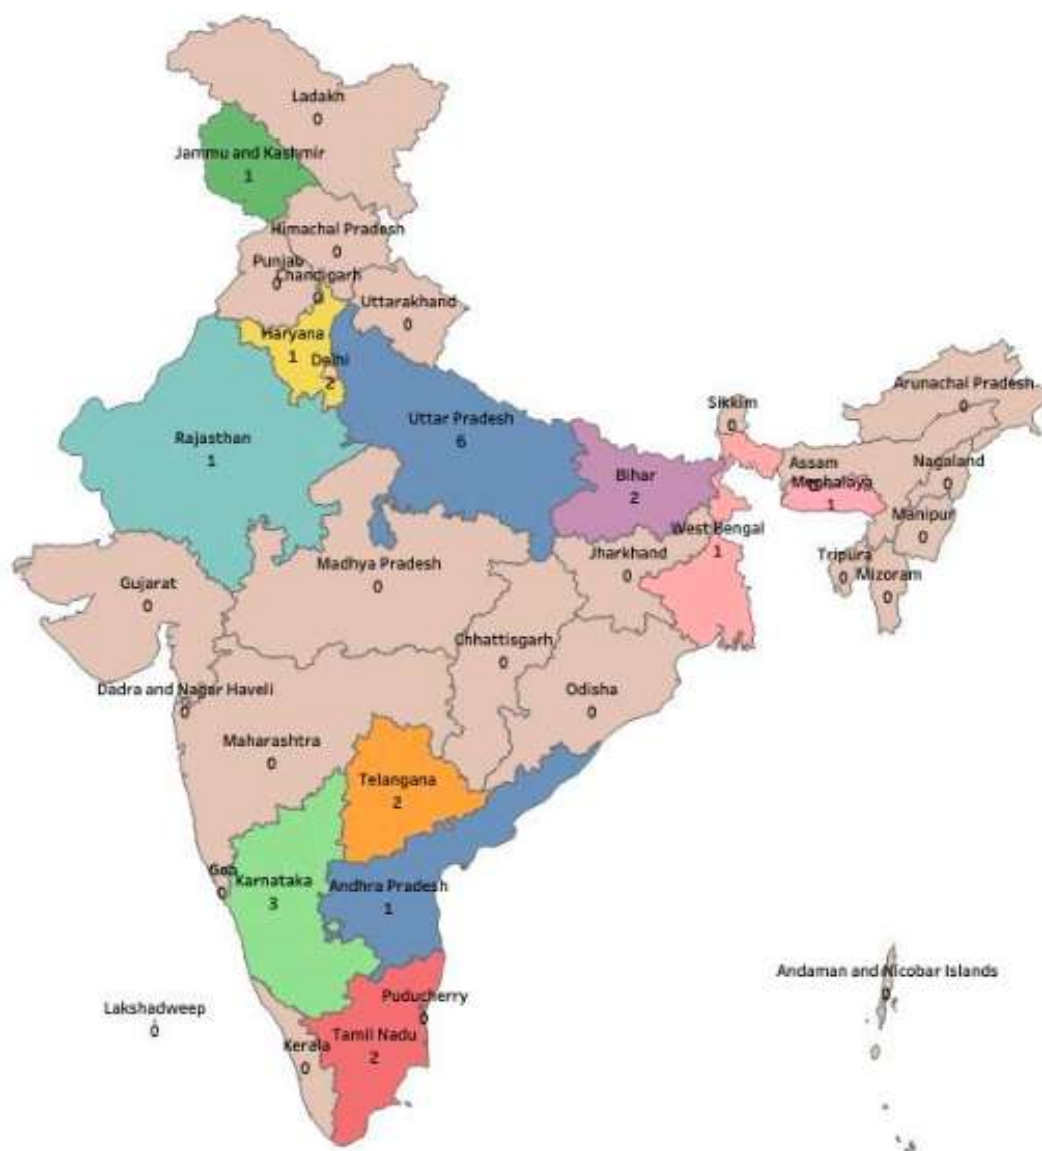 Ladakh
0
Jammu and Kashmir
1
Himachal Pradesh
0
Punjab
0
Chandigarh
0
Uttarakhand
0
Haryana
1
Delhi
2
Arunachal Pradesh
0
Sikkim
0
Uttar Pradesh
6
Rajasthan
1
Bihar
2
Assam
0
Nagaland
0
Meghalaya
1
Manipur
0
West Bengal
1
Jharkhand
0
Tripura
0
Mizoram
0
Madhya Pradesh
0
Gujarat
0
Chhattisgarh
0
Dadra and Nagar Haveli
0
Odisha
0
Maharashtra
0
Telangana
2
Goa
0
Karnataka
3
Andhra Pradesh
1
Andaman and Nicobar Islands
0
Puducherry
0
Lakshadweep
0
Tamil Nadu
2
Kerala
0